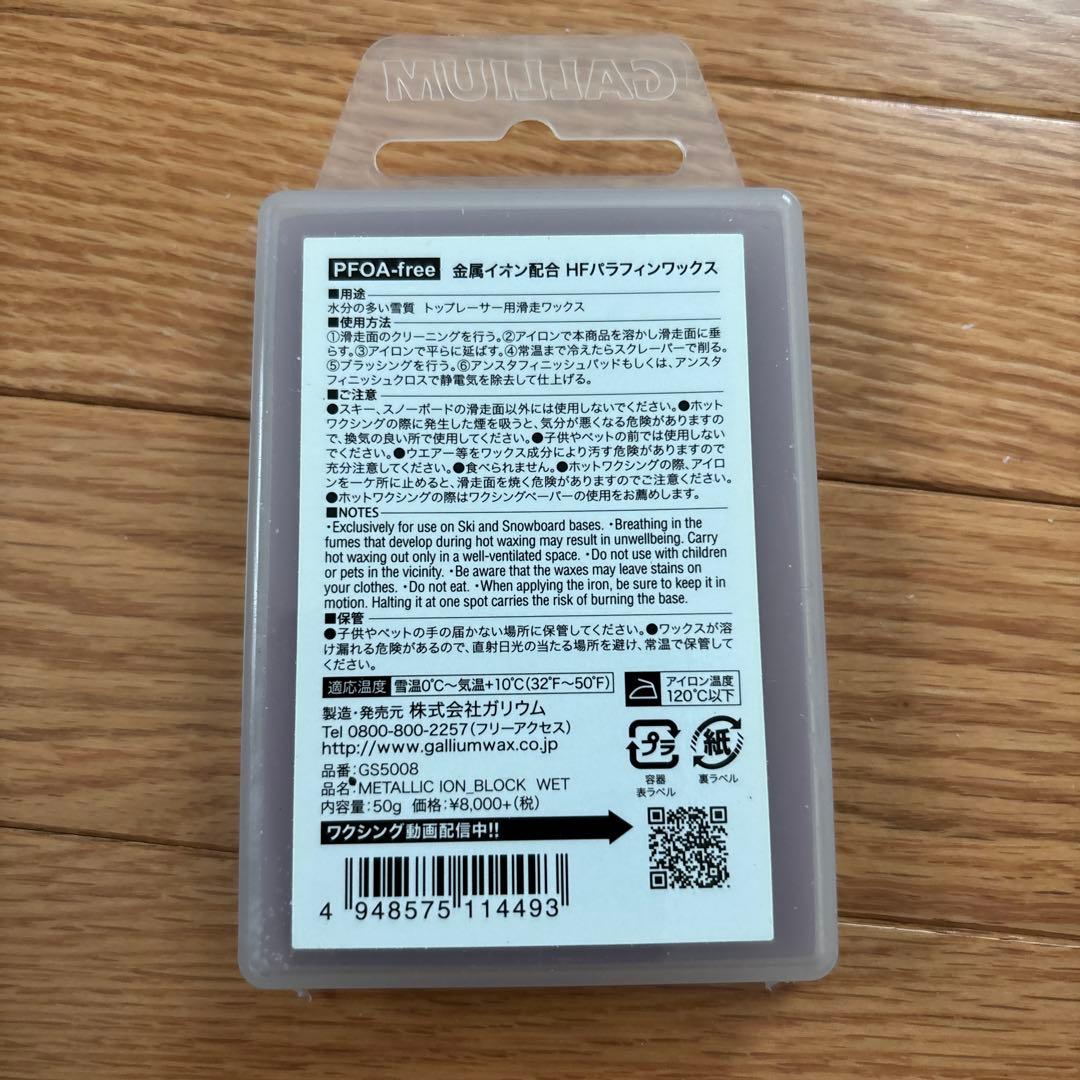 GALLIUM
PFOA-free 金属イオン配合 HFパラフィンワックス
■用途
水分の多い雪質 トップレーサー用滑走ワックス
■使用方法
①滑走面のクリーニングを行う。②アイロンで本商品を溶かし滑走面に垂
らす。③アイロンで平らに延ばす。④常温まで冷えたらスクレーパーで削る。
⑤ブラッシングを行う。⑥アンスタフィニッシュパッドもしくは、アンスタ
フィニッシュクロスで静電気を除去して仕上げる。
■ご注意
●スキー、スノーボードの滑走面以外には使用しないでください。●ホット
ワクシングの際に発生した煙を吸うと、気分が悪くなる危険がありますの
で、換気の良い所で使用してください。●子供やペットの前では使用しない
でください。●ウエアー等をワックス成分により汚す危険がありますので
充分注意してください。●食べられません。●ホットワクシングの際、アイロ
ンを一ケ所に止めると、滑走面を焼く危険がありますのでご注意ください。
●ホットワクシングの際はワクシングペーパーの使用をお薦めします。
■NOTES
・Exclusively for use on Ski and Snowboard bases. ・Breathing in the
fumes that develop during hot waxing may result in unwellbeing. Carry
hot waxing out only in a well-ventilated space. ・Do not use with children
or pets in the vicinity. ・Be aware that the waxes may leave stains on
your clothes. ・Do not eat. ・When applying the iron, be sure to keep it in
motion. Halting it at one spot carries the risk of burning the base.
■保管
●子供やペットの手の届かない場所に保管してください。●ワックスが溶
け漏れる危険があるので、直射日光の当たる場所を避け、常温で保管して
ください。
適応温度 雪温0℃〜気温+10℃(32℉〜50℉)
アイロン温度
120℃以下
製造・発売元 株式会社ガリウム
Tel 0800-800-2257(フリーアクセス)
http://www.galliumwax.co.jp
プラ
容器
表ラベル
紙
裏ラベル
品番:GS5008
品名:METALLIC ION_BLOCK WET
内容量:50g 価格:¥8,000+(税)
ワクシング動画配信中!!
4 948575 114493